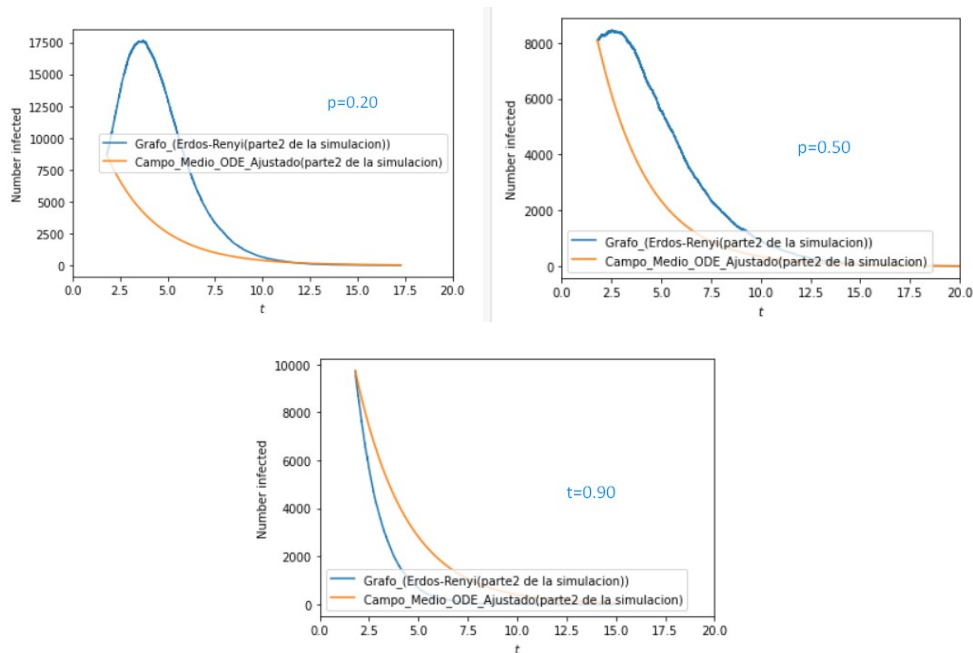 17500
15000
12500
10000
7500
5000
2500
0
Number infected
p=0.20
Grafo_(Erdos-Renyi(parte2 de la simulacion))
Campo_Medio_ODE_Ajustado(parte2 de la simulacion)
0.0 2.5 5.0 7.5 10.0 12.5 15.0 17.5 20.0
t
8000
6000
4000
2000
0
Number infected
p=0.50
Grafo_(Erdos-Renyi(parte2 de la simulacion))
Campo_Medio_ODE_Ajustado(parte2 de la simulacion)
0.0 2.5 5.0 7.5 10.0 12.5 15.0 17.5 20.0
t
10000
8000
6000
4000
2000
0
Number infected
t=0.90
Grafo_(Erdos-Renyi(parte2 de la simulacion))
Campo_Medio_ODE_Ajustado(parte2 de la simulacion)
0.0 2.5 5.0 7.5 10.0 12.5 15.0 17.5 20.0
t